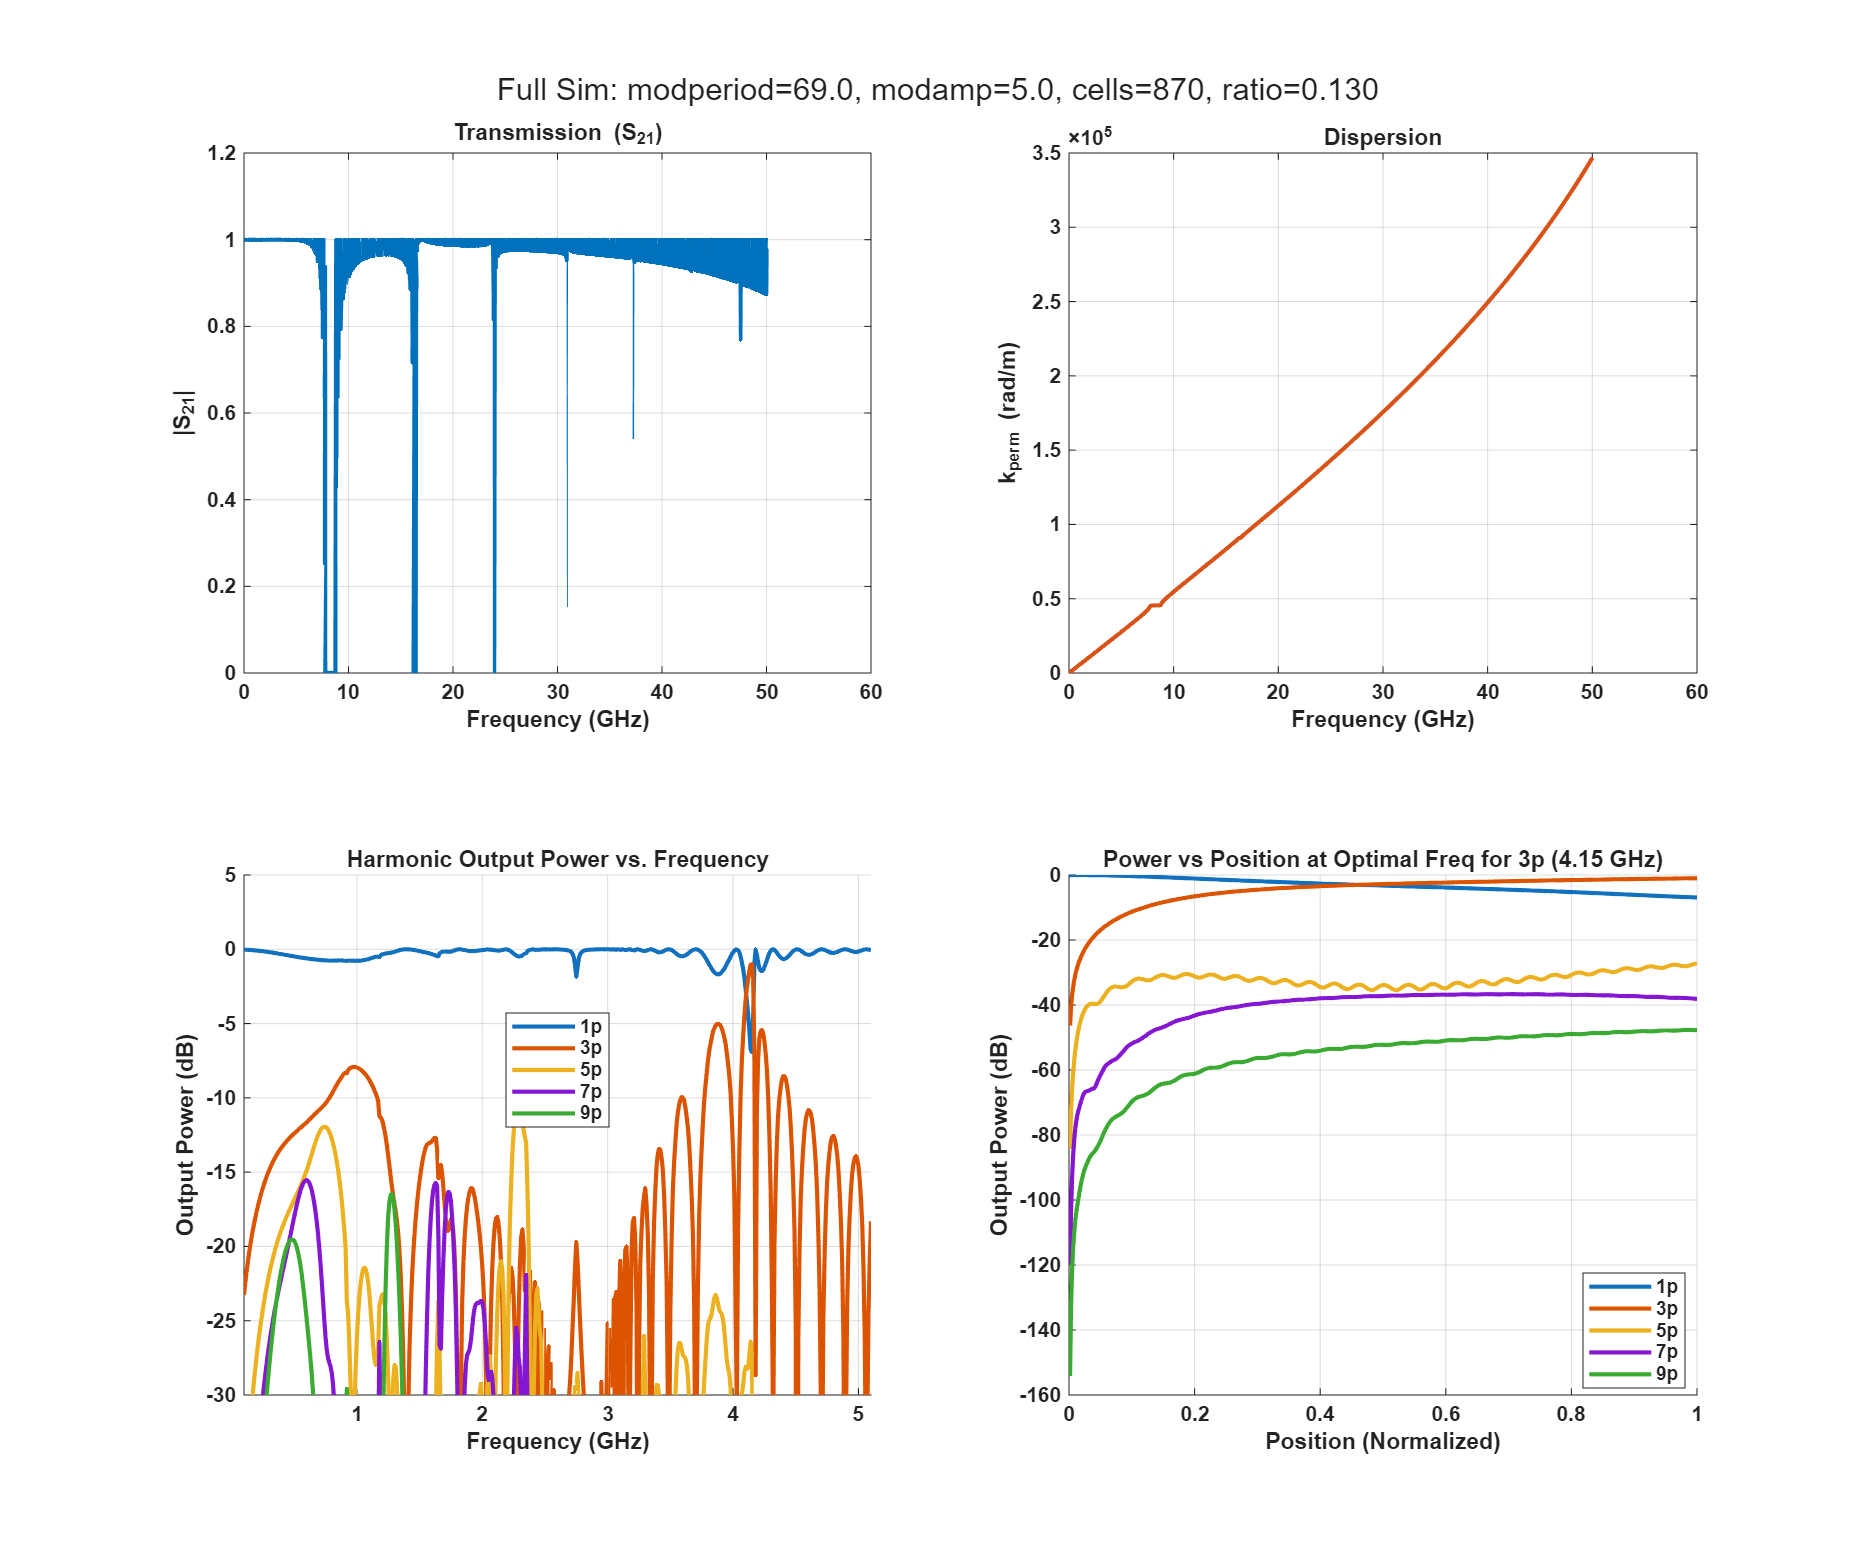 Full Sim: modperiod=69.0, modamp=5.0, cells=870, ratio=0.130
Transmission (S21)
1.2
1
0.8
0.6
0.4
0.2
0
|S21|
0 10 20 30 40 50 60
Frequency (GHz)
×10^5
Dispersion
3.5
3
2.5
2
1.5
1
0.5
0
kperm (rad/m)
0 10 20 30 40 50 60
Frequency (GHz)
Harmonic Output Power vs. Frequency
5
0
-5
-10
-15
-20
-25
-30
Output Power (dB)
1p
3p
5p
7p
9p
1 2 3 4 5
Frequency (GHz)
Power vs Position at Optimal Freq for 3p (4.15 GHz)
0
-20
-40
-60
-80
-100
-120
-140
-160
Output Power (dB)
1p
3p
5p
7p
9p
0 0.2 0.4 0.6 0.8 1
Position (Normalized)